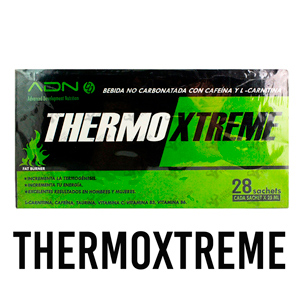 ADN
Advanced Development Nutrition
BEBIDA NO CARBONATADA CON CAFEÍNA Y L-CARNITINA
THERMOXTREME
FAT BURNER
•INCREMENTA LA TERMOGÉNESIS.
•INCREMENTA TU ENERGÍA.
•EXCELENTES RESULTADOS EN HOMBRES Y MUJERES.
L-CARNITINA, CAFEÍNA, TAURINA, VITAMINA C, VITAMINA B3, VITAMINA B6.
28 sachets
CADA SACHET X 35 ML
THERMOXTREME